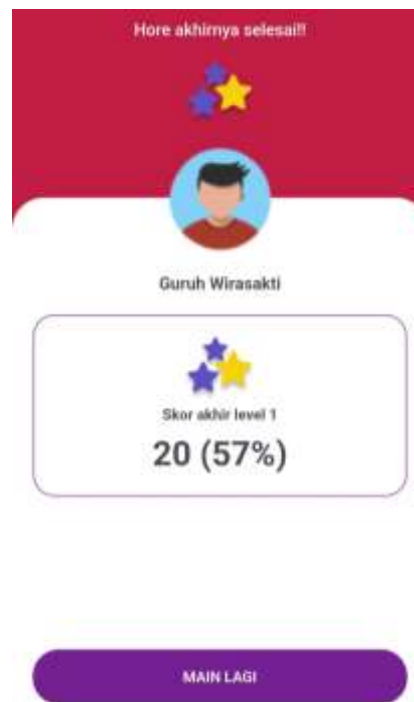 Hore akhirnya selesai!!
Guruh Wirasakti
Skor akhir level 1
20 (57%)
MAIN LAGI